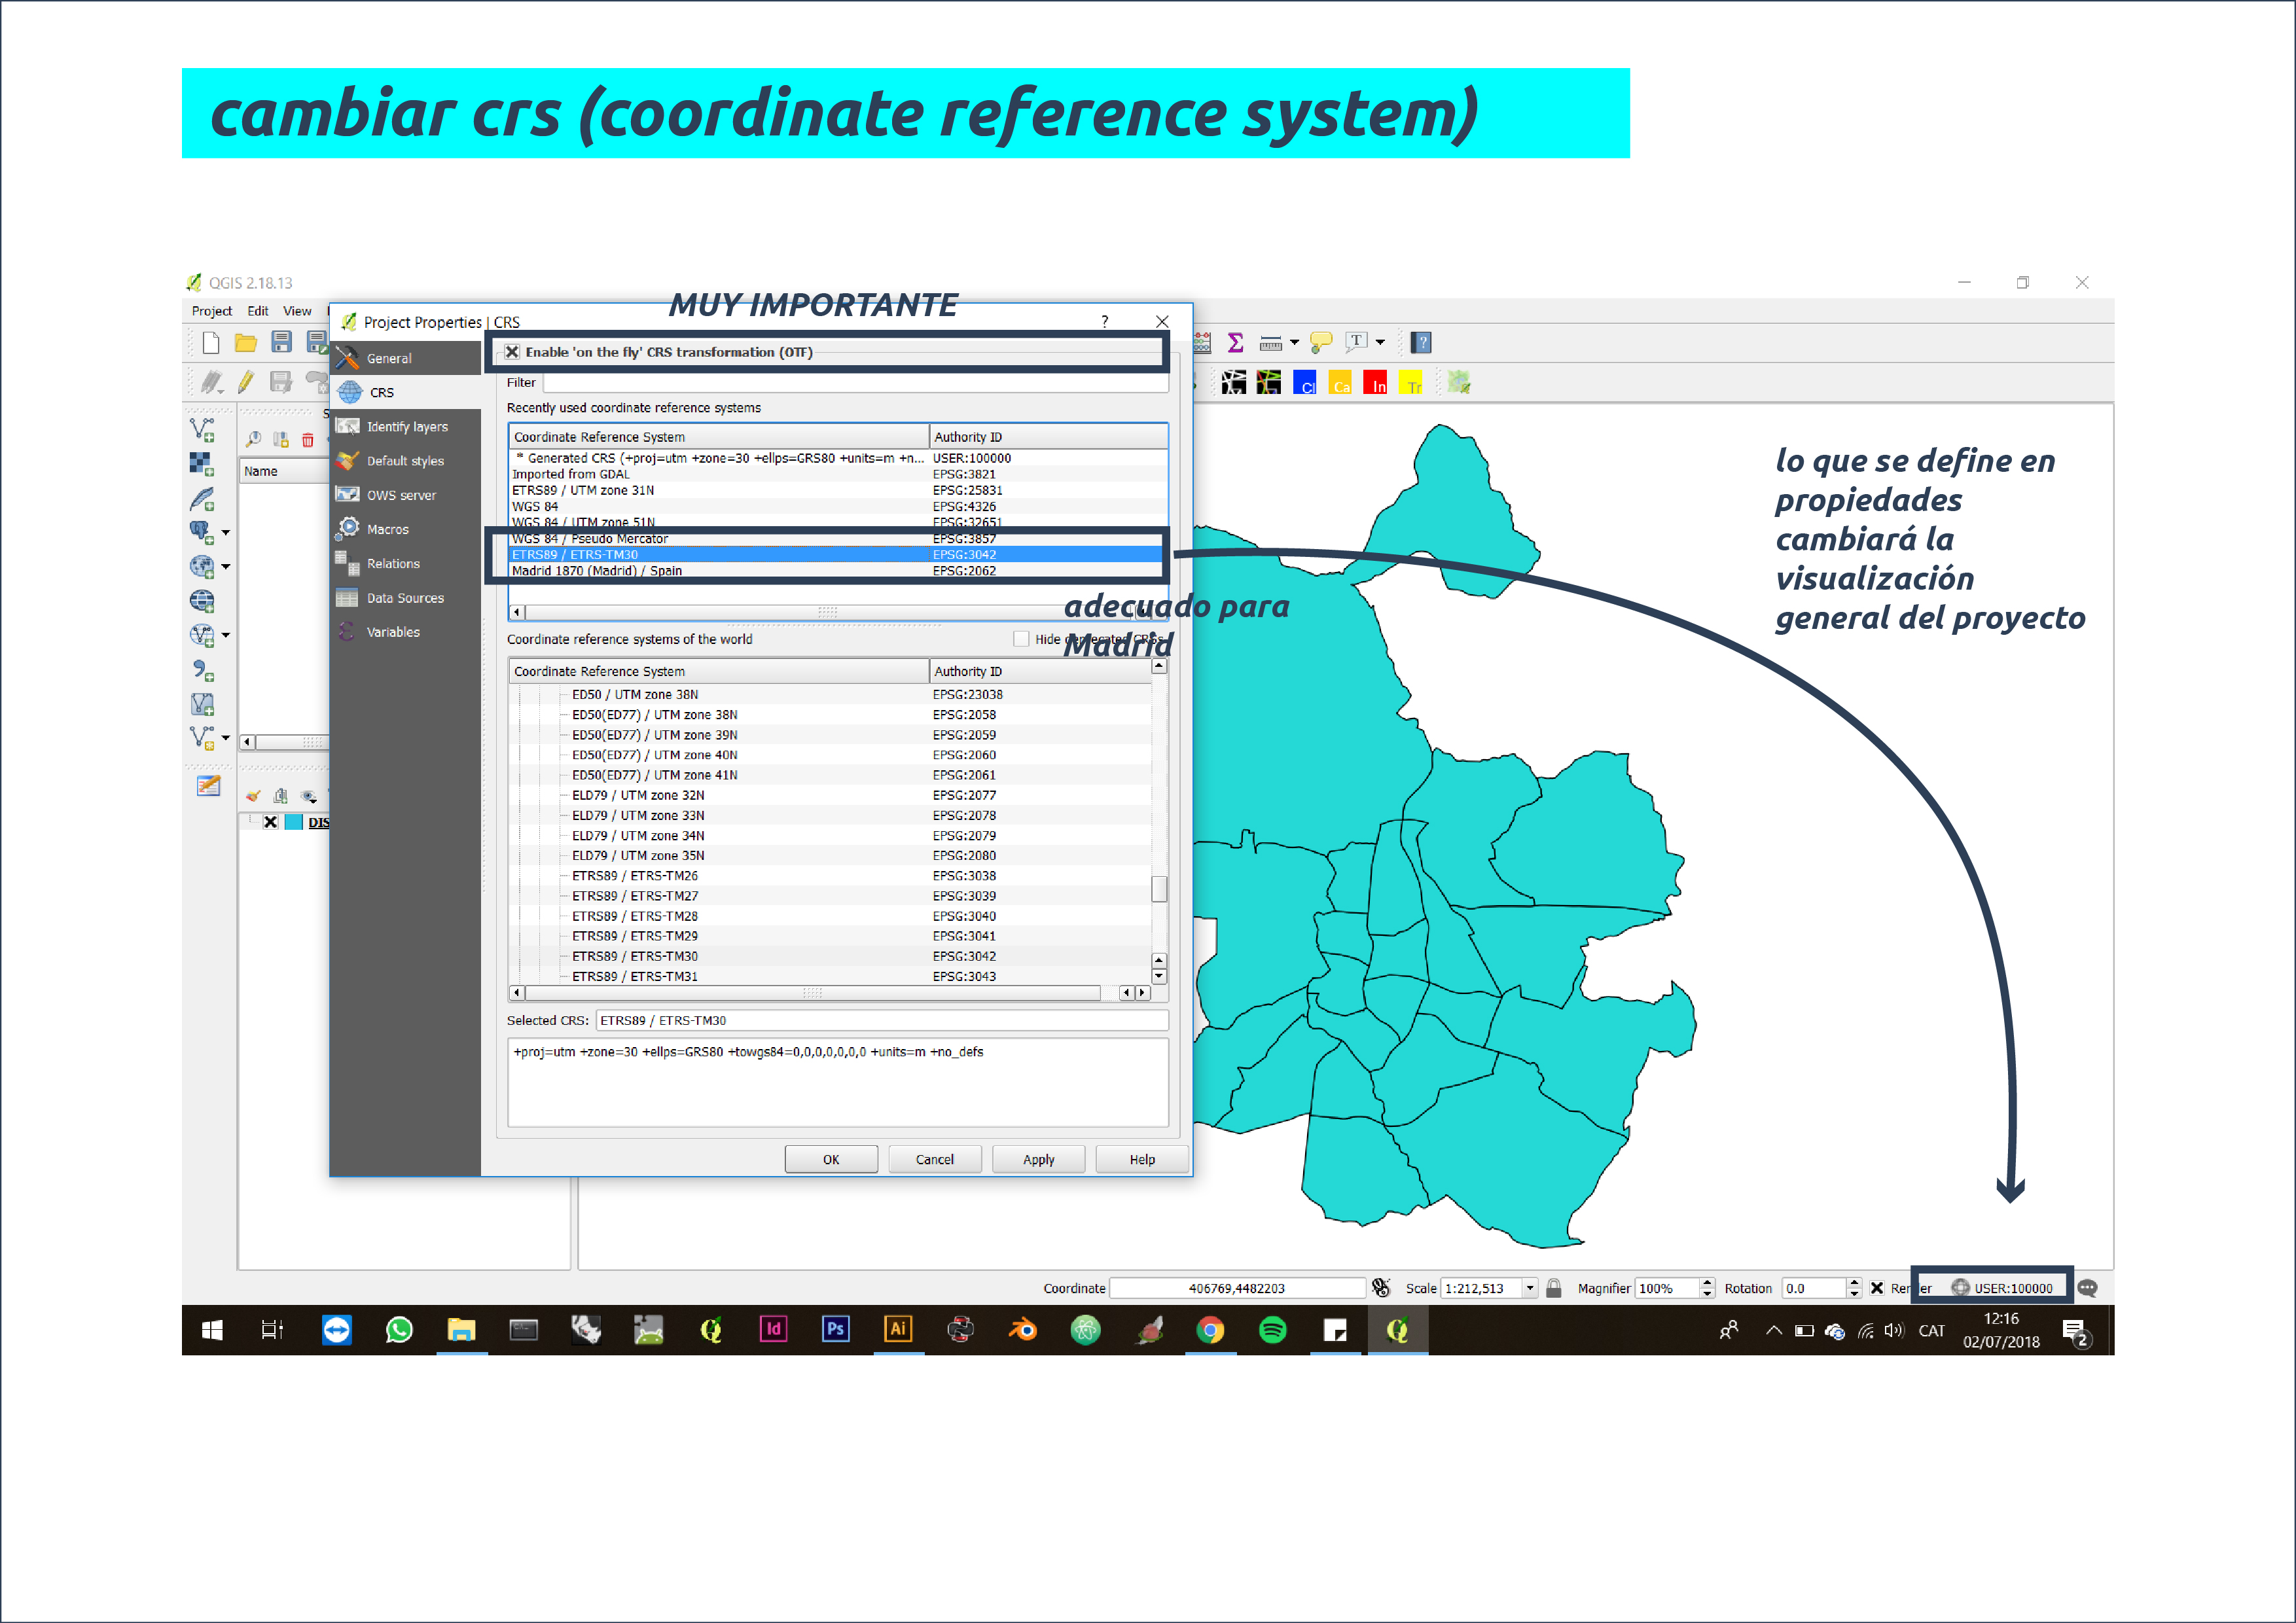 cambiar crs (coordinate reference system)
QGIS 2.18.13
Project Edit View
MUY IMPORTANTE
Project Properties | CRS
?
Enable 'on the fly' CRS transformation (OTF)
General
CRS
Identify layers
Default styles
OWS server
Macros
Relations
Data Sources
Variables
Filter
Recently used coordinate reference systems
Coordinate Reference System Authority ID
* Generated CRS (+proj=utm +zone=30 +ellps=GRS80 +units=m +n... USER:100000
Imported from GDAL EPSG:3821
ETRS89 / UTM zone 31N EPSG:25831
WGS 84 EPSG:4326
WGS 84 / UTM zone 51N EPSG:32651
WGS 84 / Pseudo Mercator EPSG:3857
ETRS89 / ETRS-TM30 EPSG:3042
Madrid 1870 (Madrid) / Spain EPSG:2062
adecuado para
Madrid
Coordinate reference systems of the world
Hide deprecated CRSs
Coordinate Reference System Authority ID
ED50 / UTM zone 38N EPSG:23038
ED50(ED77) / UTM zone 38N EPSG:2058
ED50(ED77) / UTM zone 39N EPSG:2059
ED50(ED77) / UTM zone 40N EPSG:2060
ED50(ED77) / UTM zone 41N EPSG:2061
ELD79 / UTM zone 32N EPSG:2077
ELD79 / UTM zone 33N EPSG:2078
ELD79 / UTM zone 34N EPSG:2079
ELD79 / UTM zone 35N EPSG:2080
ETRS89 / ETRS-TM26 EPSG:3038
ETRS89 / ETRS-TM27 EPSG:3039
ETRS89 / ETRS-TM28 EPSG:3040
ETRS89 / ETRS-TM29 EPSG:3041
ETRS89 / ETRS-TM30 EPSG:3042
ETRS89 / ETRS-TM31 EPSG:3043
Selected CRS: ETRS89 / ETRS-TM30
+proj=utm +zone=30 +ellps=GRS80 +towgs84=0,0,0,0,0,0,0 +units=m +no_defs
OK Cancel Apply Help
Name
DIS
T
?
Cl Ca In Tr
lo que se define en
propiedades
cambiará la
visualización
general del proyecto
Coordinate 406769,4482203 Scale 1:212,513 Magnifier 100% Rotation 0.0 Render USER:100000
Id Ps Ai
CAT
12:16
02/07/2018
2